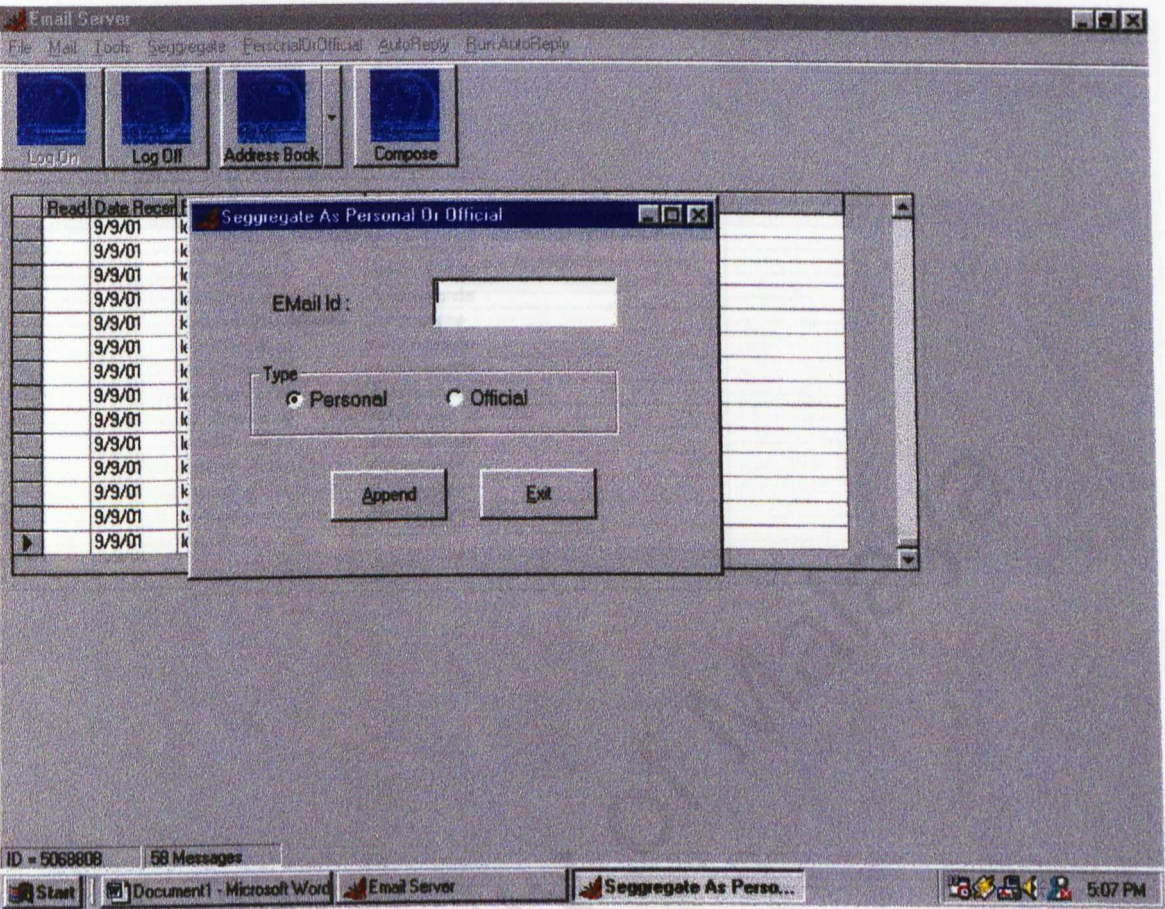 Email Server
File Mail Tools Seggregate PersonalOrOfficial AutoReply Run AutoReply
Log On Log Off Address Book Compose
Read Date Recei
9/9/01 k
9/9/01 k
9/9/01 k
9/9/01 k
9/9/01 k
9/9/01 k
9/9/01 k
9/9/01 k
9/9/01 k
9/9/01 k
9/9/01 k
9/9/01 k
9/9/01 t
9/9/01 k
Seggregate As Personal Or Official
EMail Id :
Type
Personal Official
Append Exit
ID = 5068808 58 Messages
Start Document1 - Microsoft Word Email Server Seggregate As Perso... 5:07 PM